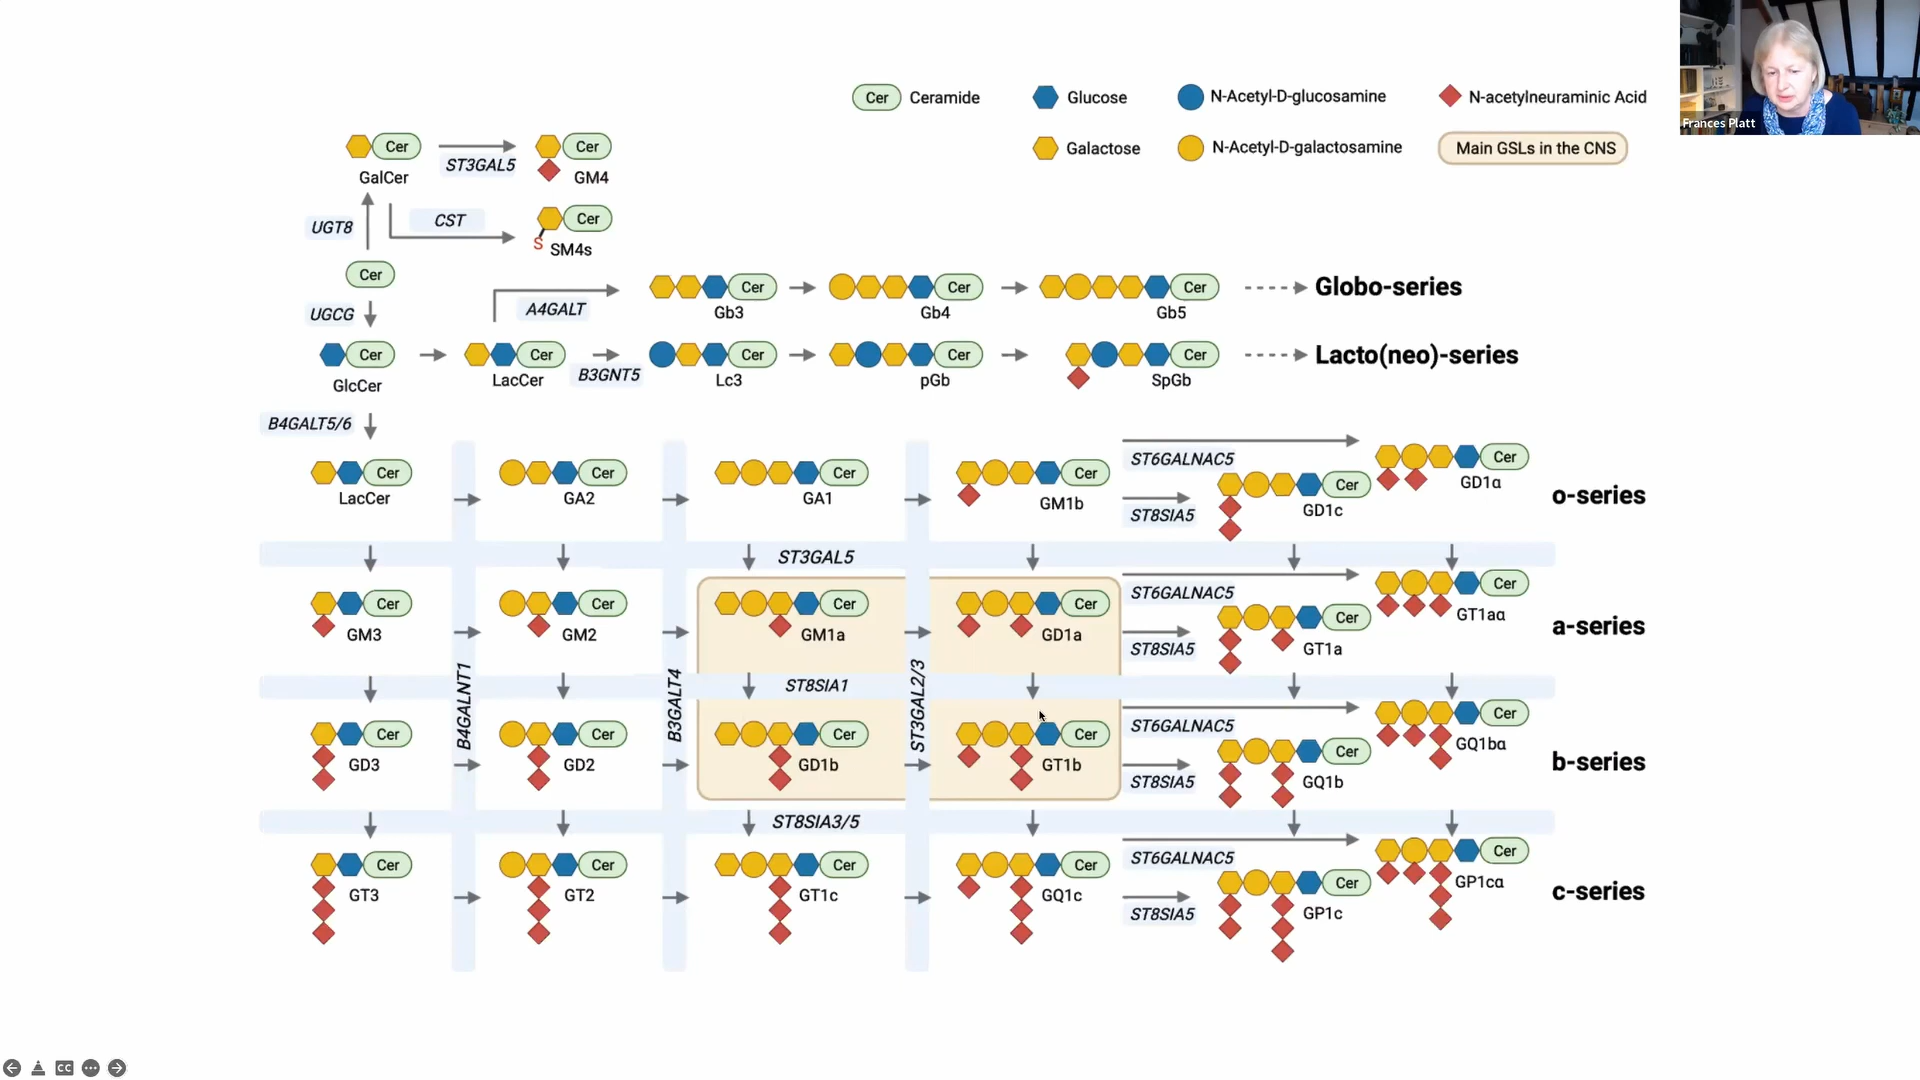 Frances Platt
Cer Ceramide
Glucose
N-Acetyl-D-glucosamine
N-acetylneuraminic Acid
Galactose
N-Acetyl-D-galactosamine
Main GSLs in the CNS
Cer
GalCer
ST3GAL5
Cer
GM4
UGT8
CST
Cer
S
SM4s
Cer
UGCG
A4GALT
Cer
Gb3
Cer
Gb4
Cer
Gb5
Globo-series
Cer
GlcCer
Cer
LacCer
B3GNT5
Cer
Lc3
Cer
pGb
Cer
SpGb
Lacto(neo)-series
B4GALT5/6
Cer
LacCer
Cer
GA2
Cer
GA1
Cer
GM1b
ST6GALNAC5
ST8SIA5
Cer
GD1c
Cer
GD1α
o-series
ST3GAL5
Cer
GM3
Cer
GM2
Cer
GM1a
Cer
GD1a
ST6GALNAC5
ST8SIA5
Cer
GT1a
Cer
GT1aα
a-series
B4GALNT1
B3GALT4
ST3GAL2/3
ST8SIA1
Cer
GD3
Cer
GD2
Cer
GD1b
Cer
GT1b
ST6GALNAC5
ST8SIA5
Cer
GQ1b
Cer
GQ1bα
b-series
ST8SIA3/5
Cer
GT3
Cer
GT2
Cer
GT1c
Cer
GQ1c
ST6GALNAC5
ST8SIA5
Cer
GP1c
Cer
GP1cα
c-series
CC